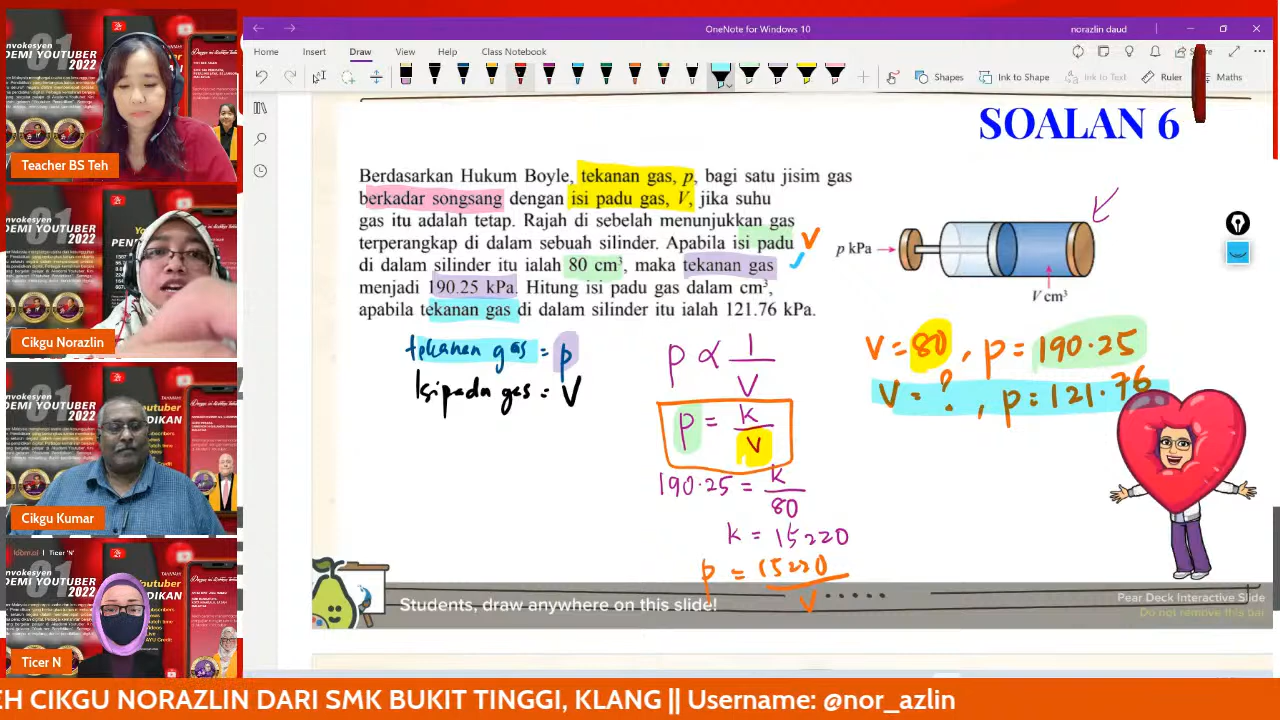 OneNote for Windows 10
norazlin daud
Home Insert Draw View Help Class Notebook
Share
Shapes Ink to Shape Ink to Text Ruler Maths
SOALAN 6
Berdasarkan Hukum Boyle, tekanan gas, p, bagi satu jisim gas
berkadar songsang dengan isi padu gas, V, jika suhu
gas itu adalah tetap. Rajah di sebelah menunjukkan gas
terperangkap di dalam sebuah silinder. Apabila isi padu V
di dalam silinder itu ialah 80 cm³, maka tekanan gas
menjadi 190.25 kPa. Hitung isi padu gas dalam cm³,
apabila tekanan gas di dalam silinder itu ialah 121.76 kPa.
p kPa
V cm³
tekanan gas = p
Isipadu gas = V
p ∝ 1/V
p = k/V
190.25 = k/80
k = 15220
p = 15220/V .....
V = 80, p = 190.25
V = ?, p = 121.76
Students, draw anywhere on this slide!
Pear Deck Interactive Slide
Do not remove this bar
invokesyen
DEMI YOUTUBER
2022
Teacher BS Teh
Cikgu Norazlin
Cikgu Kumar
Ticer N
EH CIKGU NORAZLIN DARI SMK BUKIT TINGGI, KLANG || Username: @nor_azlin